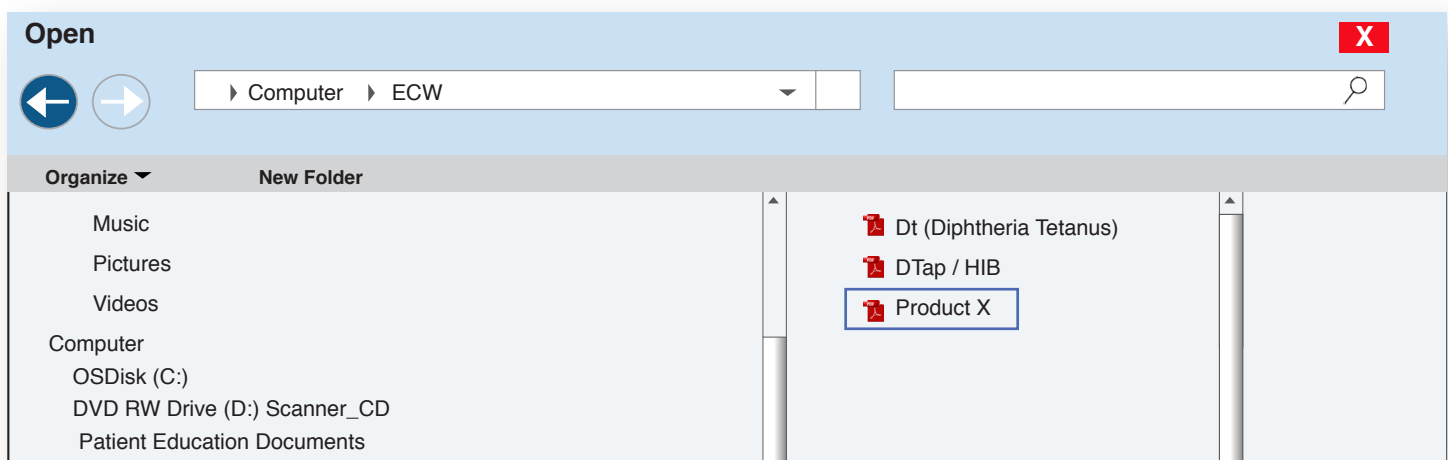 Open
X
Computer ECW
Organize New Folder
Music
Pictures
Videos
Computer
OSDisk (C:)
DVD RW Drive (D:) Scanner_CD
Patient Education Documents
Dt (Diphtheria Tetanus)
DTap / HIB
Product X